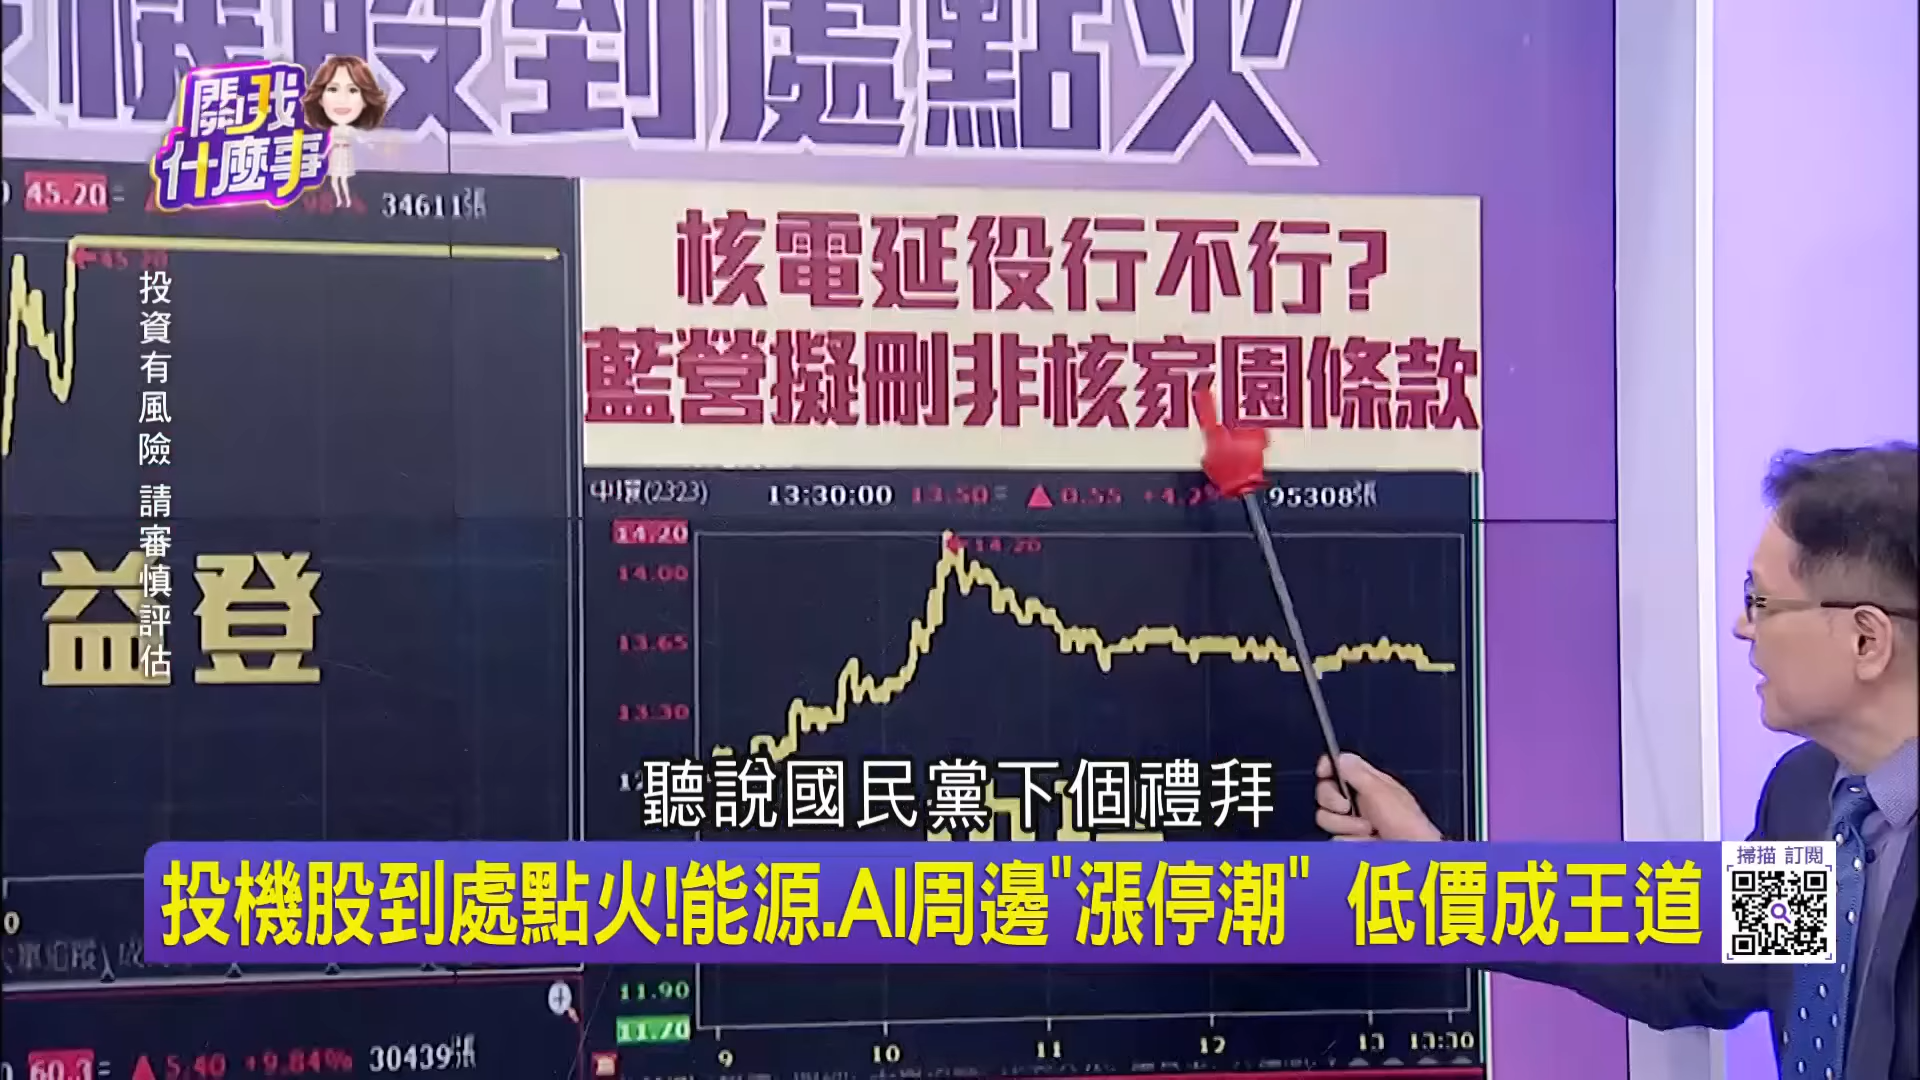 投機股到處點火
關我
什麼事
45.20
34611張
45.20
投資有風險 請審慎評估
益登
核電延役行不行?
藍營擬刪非核家園條款
中環(2323) 13:30:00 13.50 ▲0.55 95308張
14.20
14.20
14.00
13.65
13.30
聽說國民黨下個禮拜
投機股到處點火!能源.AI周邊"漲停潮" 低價成王道
掃描 訂閱
11.90
11.20
9 10 11 12 13 13:30
60.3 ▲5.40 +9.84% 30439張